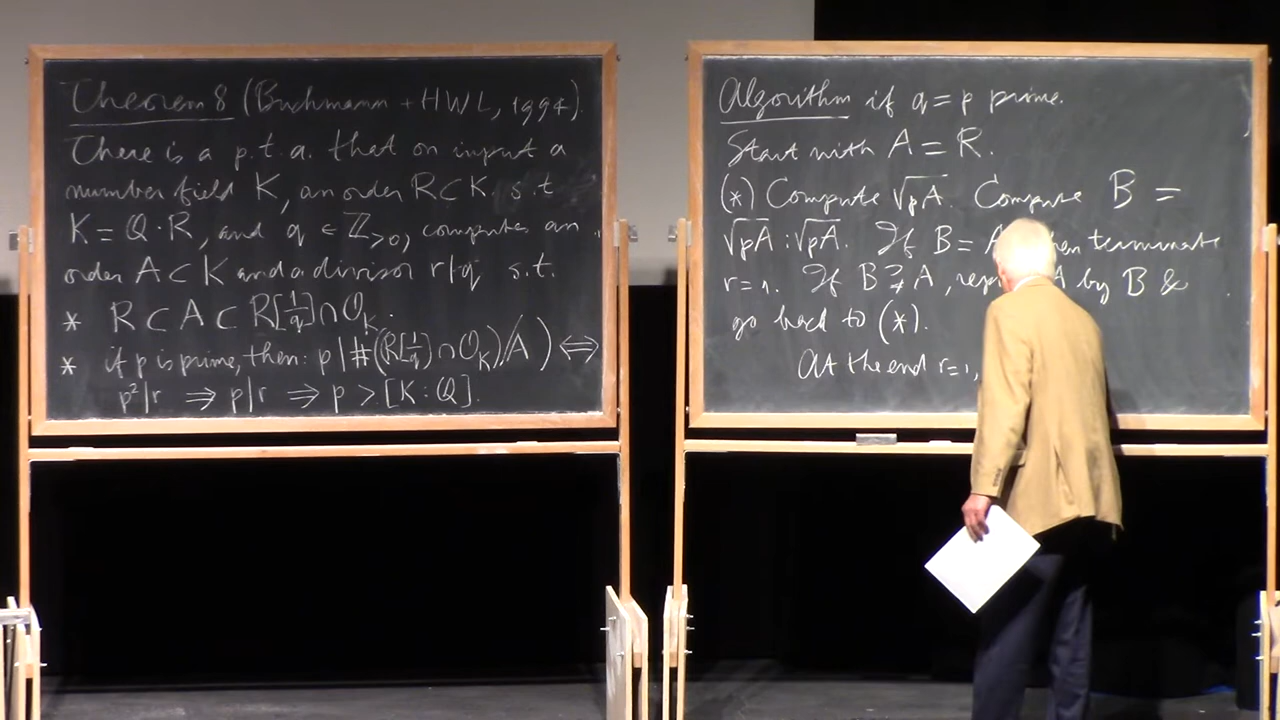 Theorem 8 (Buchmann + HWL, 1994).
There is a p.t.a. that on input a
number field K, an order R⊂K s.t.
K=Q·R, and q ∈ Z>0, computes an
order A⊂K and a divisor r|q s.t.
* R⊂A⊂R[1/q]∩O_K.
* if p is prime, then: p | #((R[1/q]∩O_K)/A) ⇔
p²|r ⇒ p|r ⇒ p > [K:Q].
Algorithm if q=p prime.
Start with A=R.
(*) Compute √pA. Compute B =
√pA : √pA. If B = then terminate
r=1. If B ⊋ A, A by B &
go back to (*).
At the end r=1,